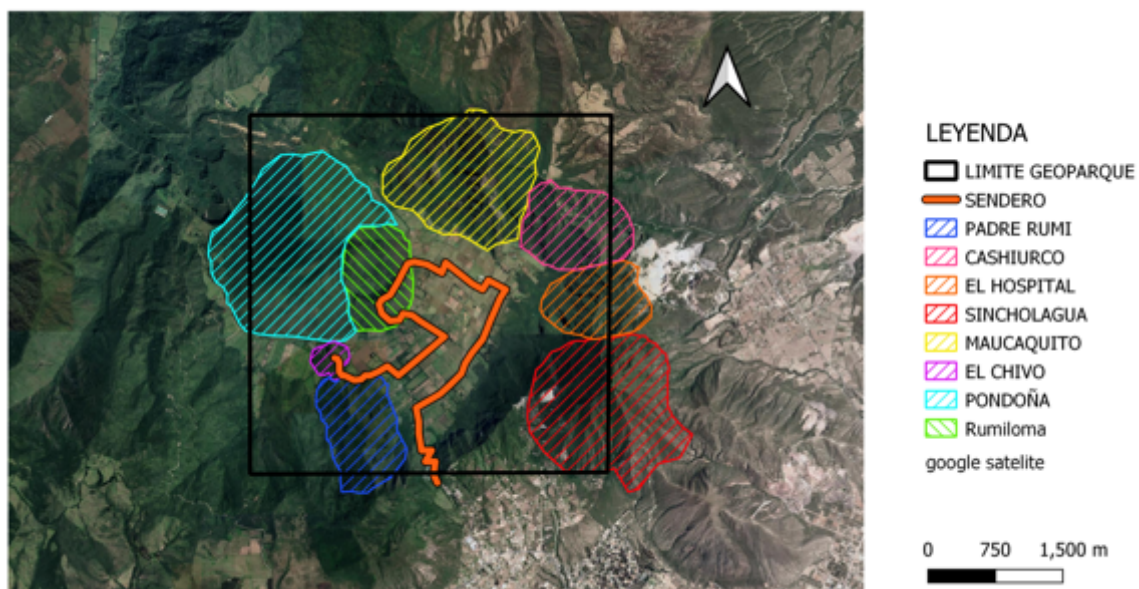 LEYENDA
LIMITE GEOPARQUE
SENDERO
PADRE RUMI
CASHIURCO
EL HOSPITAL
SINCHOLAGUA
MAUCAQUITO
EL CHIVO
PONDOÑA
Rumiloma
google satelite
0 750 1,500 m